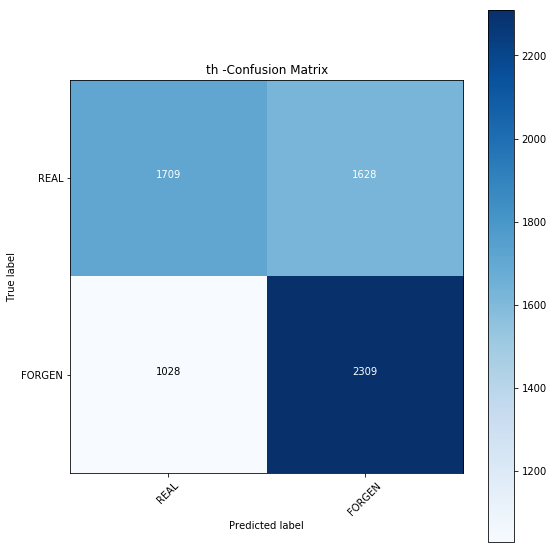 th -Confusion Matrix
REAL
1709
1628
FORGEN
1028
2309
REAL
FORGEN
True label
Predicted label
2200
2000
1800
1600
1400
1200